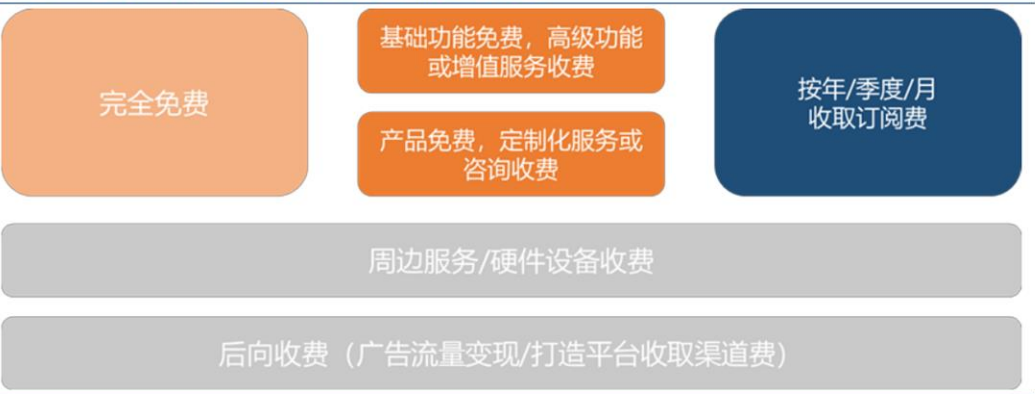 完全免费
基础功能免费，高级功能
或增值服务收费
产品免费，定制化服务或
咨询收费
按年/季度/月
收取订阅费
周边服务/硬件设备收费
后向收费（广告流量变现/打造平台收取渠道费）